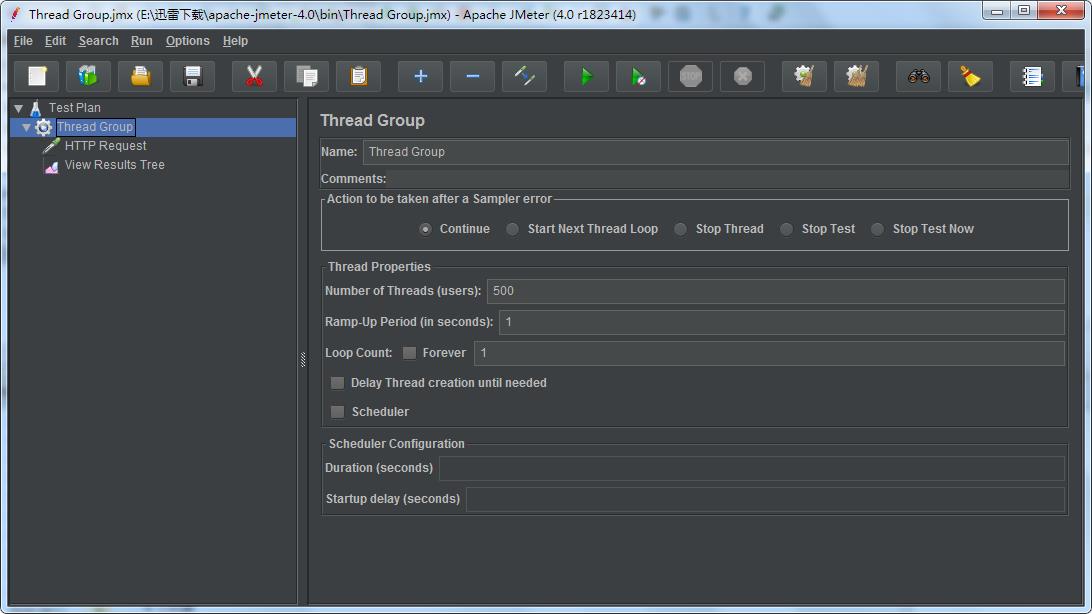 Thread Group.jmx (E:\迅雷下载\apache-jmeter-4.0\bin\Thread Group.jmx) - Apache JMeter (4.0 r1823414)
File Edit Search Run Options Help
STOP
Test Plan
Thread Group
HTTP Request
View Results Tree
Thread Group
Name: Thread Group
Comments:
Action to be taken after a Sampler error
Continue Start Next Thread Loop Stop Thread Stop Test Stop Test Now
Thread Properties
Number of Threads (users): 500
Ramp-Up Period (in seconds): 1
Loop Count: Forever 1
Delay Thread creation until needed
Scheduler
Scheduler Configuration
Duration (seconds)
Startup delay (seconds)